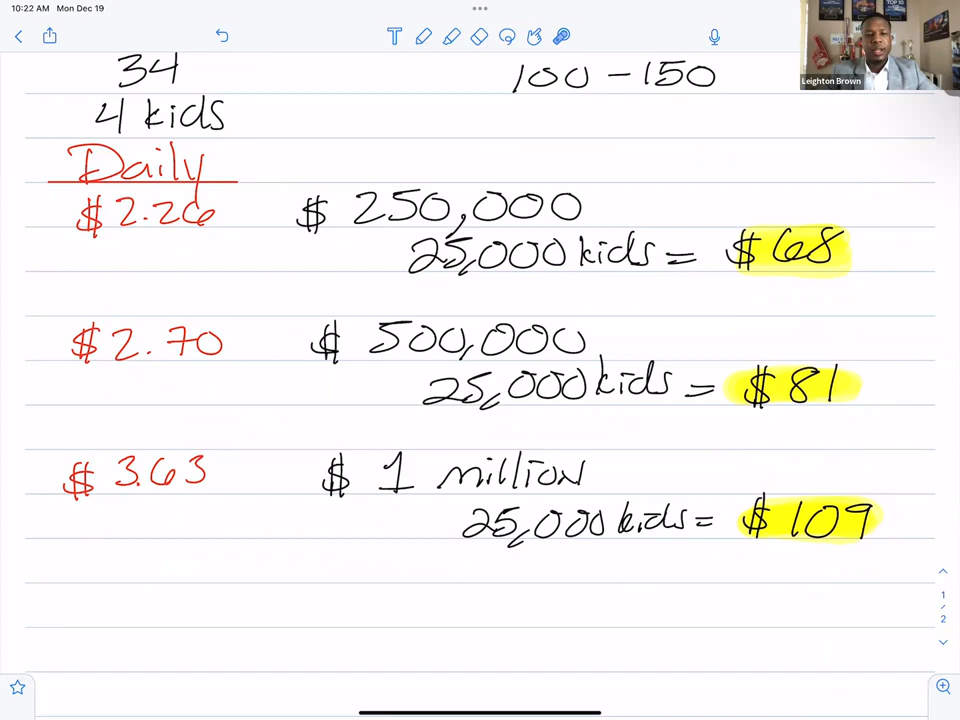 10:22 AM Mon Dec 19
Leighton Brown
34
100 - 150
4 kids
Daily
$ 2.26 $ 250,000
25,000 kids = $ 68
$ 2.70 $ 500,000
25,000 kids = $ 81
$ 3.63 $ 1 million
25,000 kids = $ 109
1
/
2